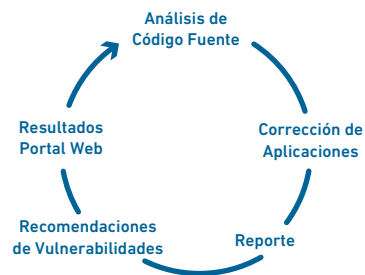 Análisis de
Código Fuente
Corrección de
Aplicaciones
Reporte
Recomendaciones
de Vulnerabilidades
Resultados
Portal Web